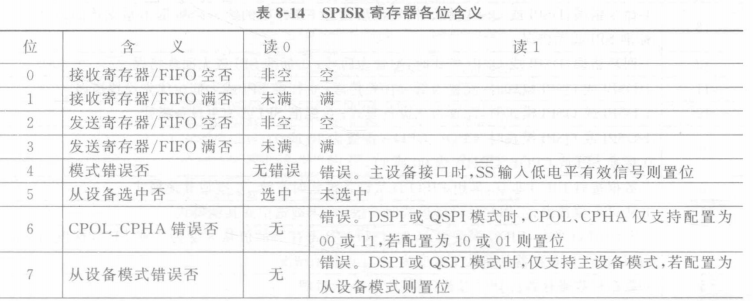 表 8-14 SPISR 寄存器各位含义
位 含 义 读 0 读 1
0 接收寄存器/FIFO 空否 非空 空
1 接收寄存器/FIFO 满否 未满 满
2 发送寄存器/FIFO 空否 非空 空
3 发送寄存器/FIFO 满否 未满 满
4 模式错误否 无错误 错误。主设备接口时,S̅S̅ 输入低电平有效信号则置位
5 从设备选中否 选中 未选中
6 CPOL_CPHA 错误否 无 错误。DSPI 或 QSPI 模式时,CPOL、CPHA 仅支持配置为
00 或 11,若配置为 10 或 01 则置位
7 从设备模式错误否 无 错误。DSPI 或 QSPI 模式时,仅支持主设备模式,若配置为
从设备模式则置位